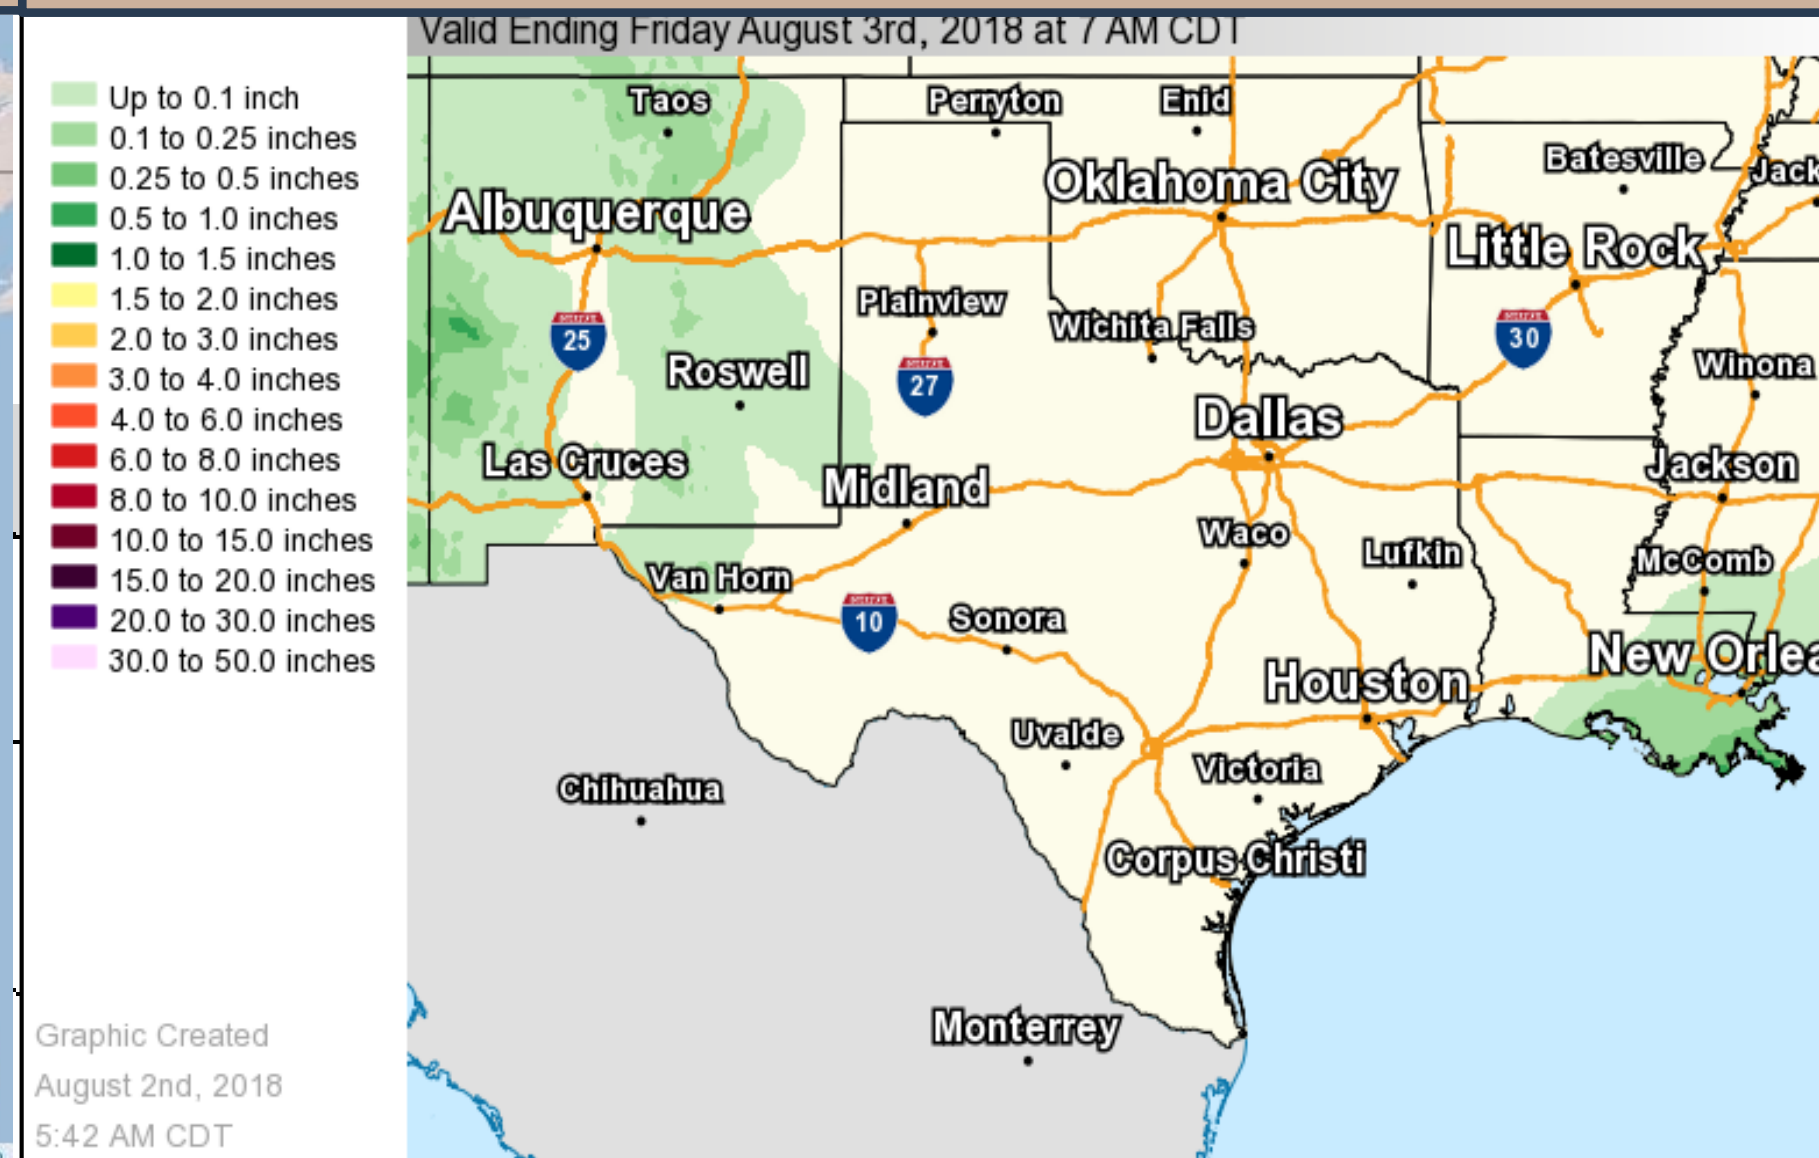 Valid Ending Friday August 3rd, 2018 at 7 AM CDT
Up to 0.1 inch
0.1 to 0.25 inches
0.25 to 0.5 inches
0.5 to 1.0 inches
1.0 to 1.5 inches
1.5 to 2.0 inches
2.0 to 3.0 inches
3.0 to 4.0 inches
4.0 to 6.0 inches
6.0 to 8.0 inches
8.0 to 10.0 inches
10.0 to 15.0 inches
15.0 to 20.0 inches
20.0 to 30.0 inches
30.0 to 50.0 inches
Graphic Created
August 2nd, 2018
5:42 AM CDT
Taos
Perryton
Enid
Batesville
Jack
Oklahoma City
Albuquerque
Little Rock
Plainview
Wichita Falls
25
30
Roswell
27
Winona
Dallas
Las Cruces
Midland
Jackson
Waco
Lufkin
McComb
Van Horn
10
Sonora
New Orlea
Houston
Uvalde
Victoria
Chihuahua
Corpus Christi
Monterrey